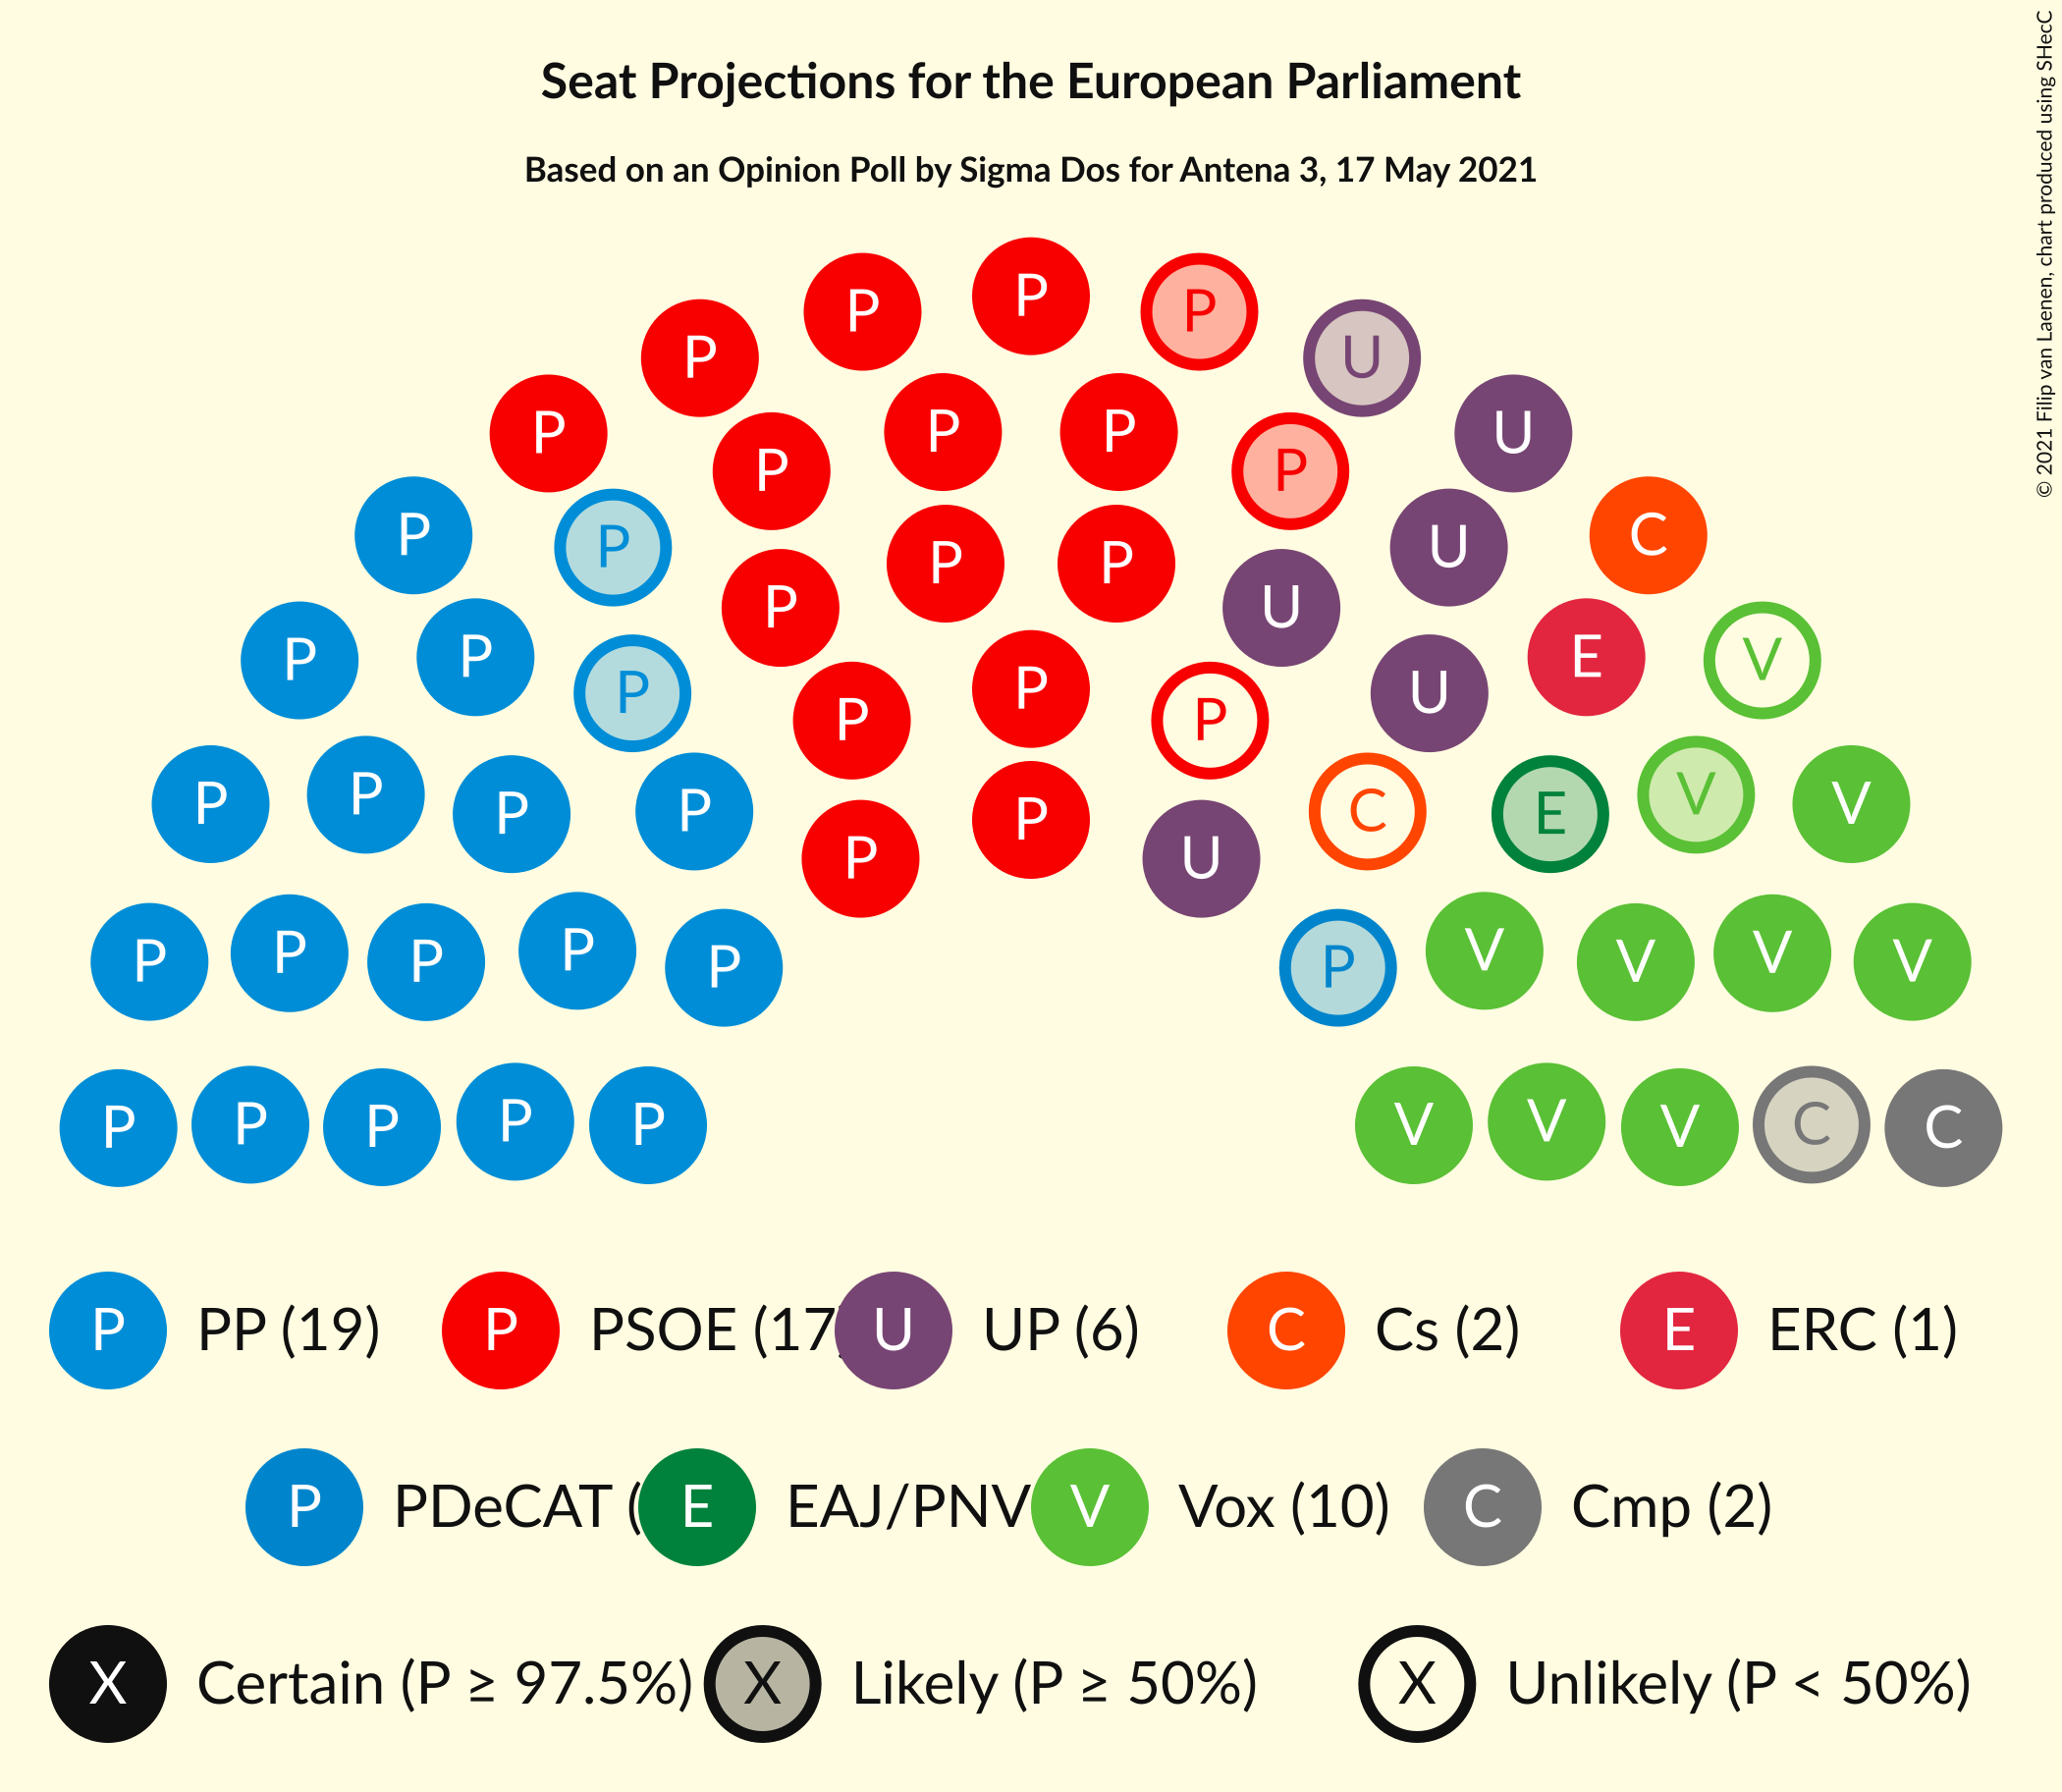 Seat Projections for the European Parliament
Based on an Opinion Poll by Sigma Dos for Antena 3, 17 May 2021
© 2021 Filip van Laenen, chart produced using SHecC
P P P P U
P P P P P U
P P P U C
P P P P U
P P P U E V
P P P
P P P P C E V V
P P U
P P P P P P V V V V
P P P P P V V V C C
P PP (19) P PSOE (17 U UP (6) C Cs (2) E ERC (1)
P PDeCAT ( E EAJ/PNV V Vox (10) C Cmp (2)
X Certain (P ≥ 97.5%) X Likely (P ≥ 50%) X Unlikely (P < 50%)